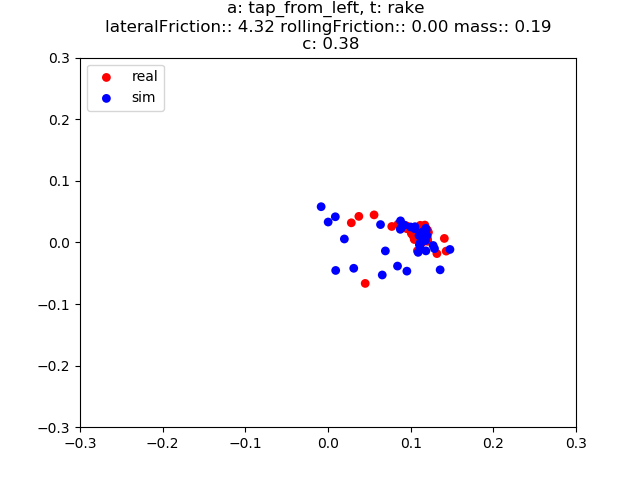 a: tap_from_left, t: rake
lateralFriction:: 4.32 rollingFriction:: 0.00 mass:: 0.19
c: 0.38
real
sim
0.3
0.2
0.1
0.0
−0.1
−0.2
−0.3
−0.3
−0.2
−0.1
0.0
0.1
0.2
0.3